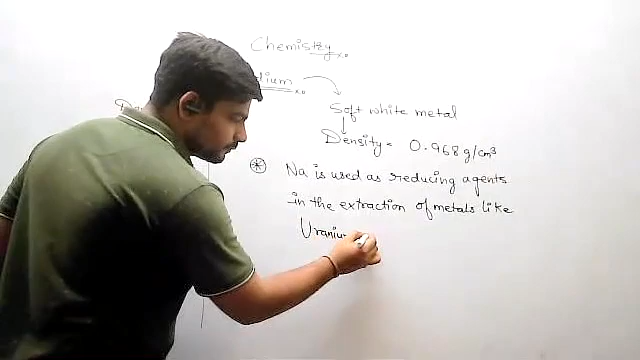 Chemistry
Soft white metal
Density = 0.968 g/cm³
Na is used as reducing agents
in the extraction of metals like